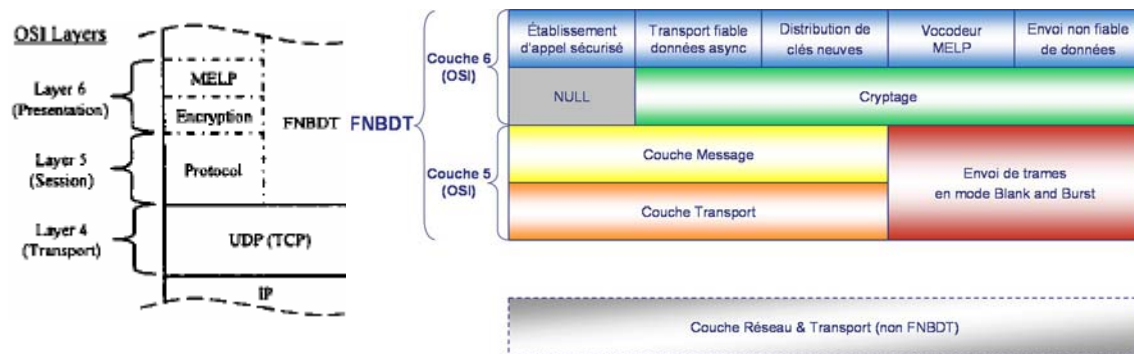 OSI Layers
Layer 6
(Presentation)
Layer 5
(Session)
Layer 4
(Transport)
MELP
Encryption
Protocol
FNBDT
UDP (TCP)
IP
FNBDT
Couche 6
(OSI)
Couche 5
(OSI)
Établissement
d'appel sécurisé
Transport fiable
données async
Distribution de
clés neuves
Vocodeur
MELP
Envoi non fiable
de données
NULL
Cryptage
Couche Message
Couche Transport
Envoi de trames
en mode Blank and Burst
Couche Réseau & Transport (non FNBDT)